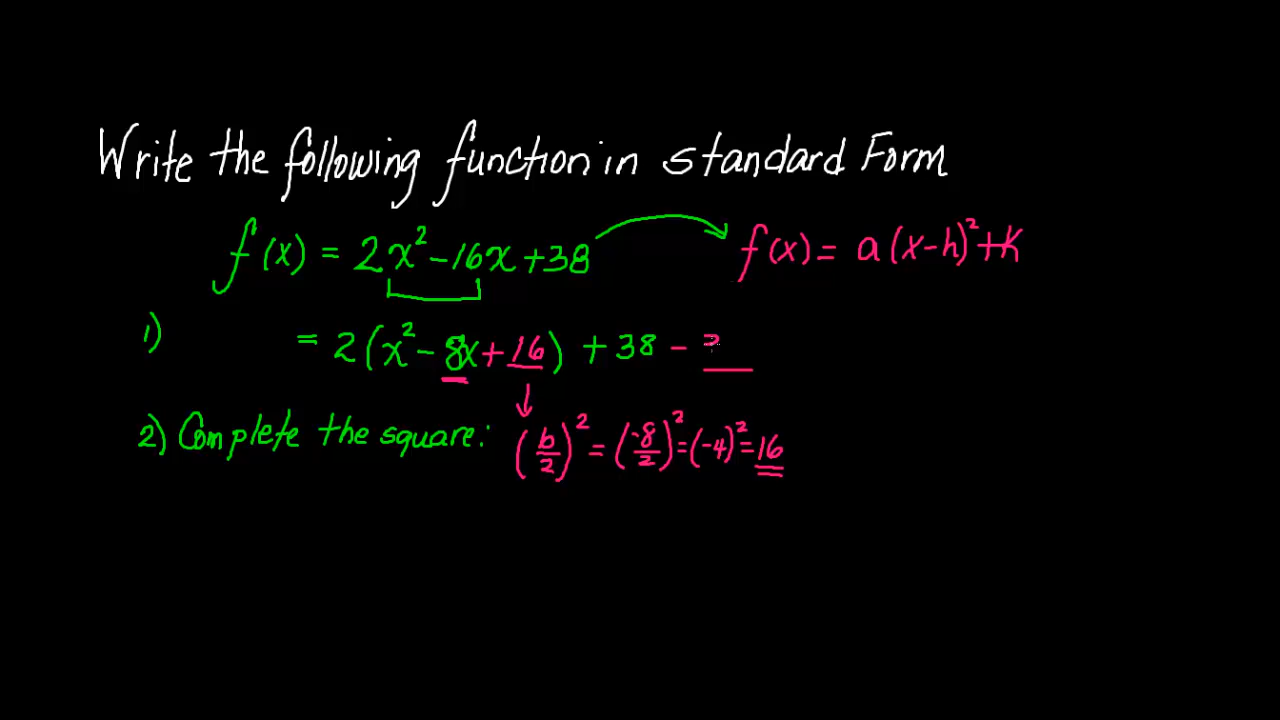 Write the following function in standard Form
f(x) = 2x² - 16x + 38 f(x) = a(x-h)² + k
1) = 2(x² - 8x + 16) + 38 -
2) Complete the square: (b/2)² = (-8/2)² = (-4)² = 16